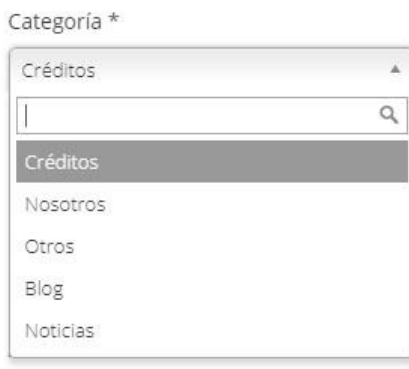 Categoría *
Créditos
Créditos
Nosotros
Otros
Blog
Noticias